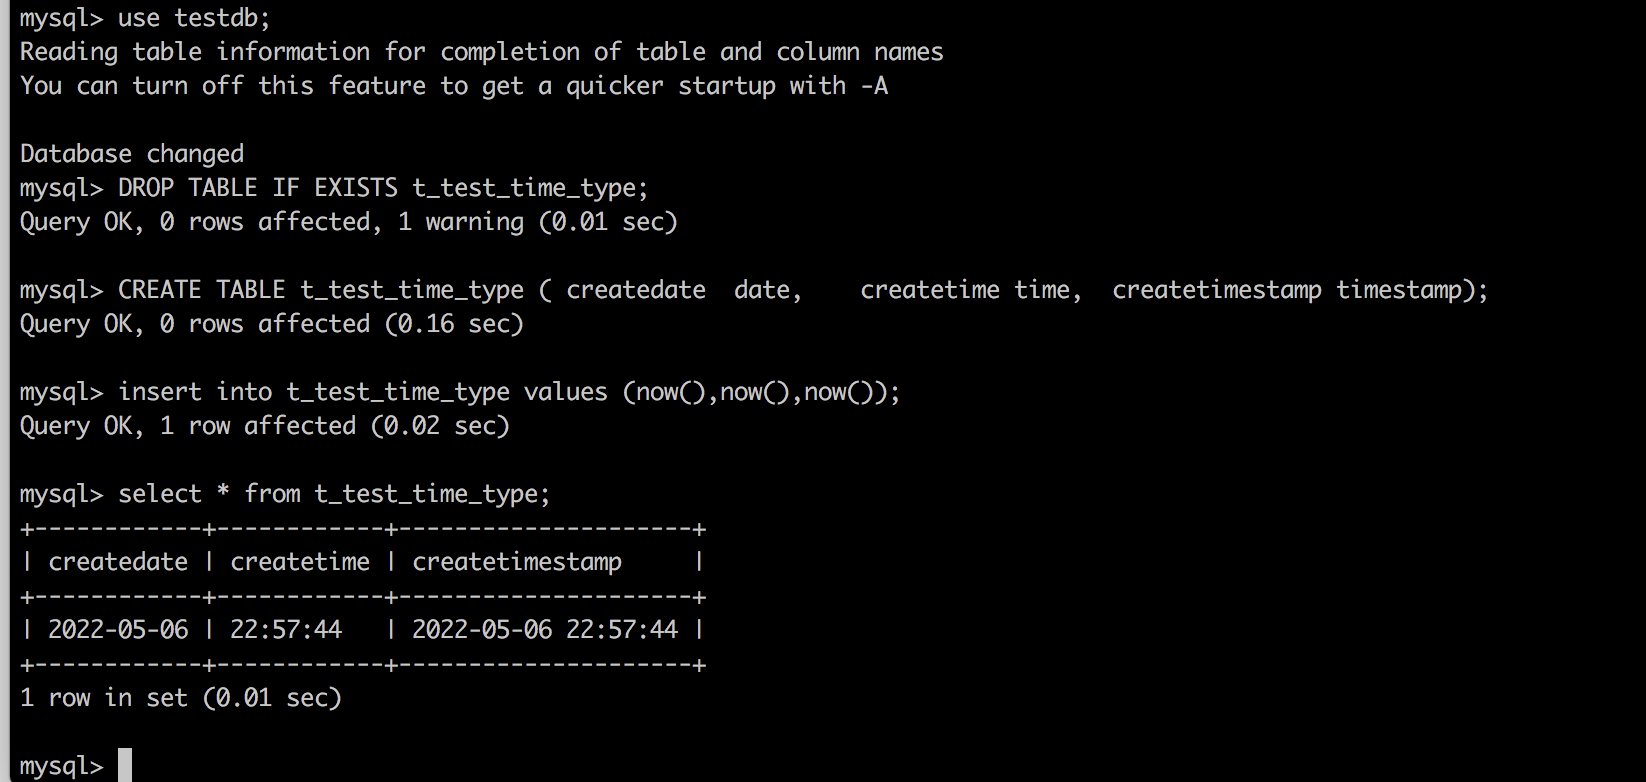 mysql> use testdb;
Reading table information for completion of table and column names
You can turn off this feature to get a quicker startup with -A
Database changed
mysql> DROP TABLE IF EXISTS t_test_time_type;
Query OK, 0 rows affected, 1 warning (0.01 sec)
mysql> CREATE TABLE t_test_time_type ( createdate  date,    createtime time,  createtimestamp timestamp);
Query OK, 0 rows affected (0.16 sec)
mysql> insert into t_test_time_type values (now(),now(),now());
Query OK, 1 row affected (0.02 sec)
mysql> select * from t_test_time_type;
+------------+------------+---------------------+
| createdate | createtime | createtimestamp     |
+------------+------------+---------------------+
| 2022-05-06 | 22:57:44   | 2022-05-06 22:57:44 |
+------------+------------+---------------------+
1 row in set (0.01 sec)
mysql>